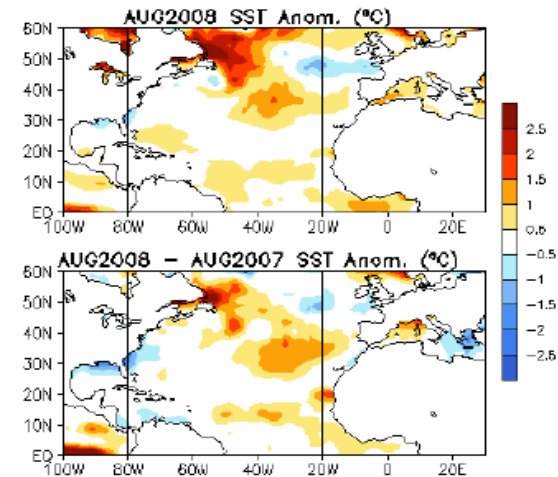 AUG2008 SST Anom. (ºC)
60N
50N
40N
30N
20N
10N
EQ
100W 80W 60W 40W 20W 0 20E
2.5
2
1.5
1
0.5
-0.5
-1
-1.5
-2
-2.5
AUG2008 - AUG2007 SST Anom. (ºC)
60N
50N
40N
30N
20N
10N
EQ
100W 80W 60W 40W 20W 0 20E